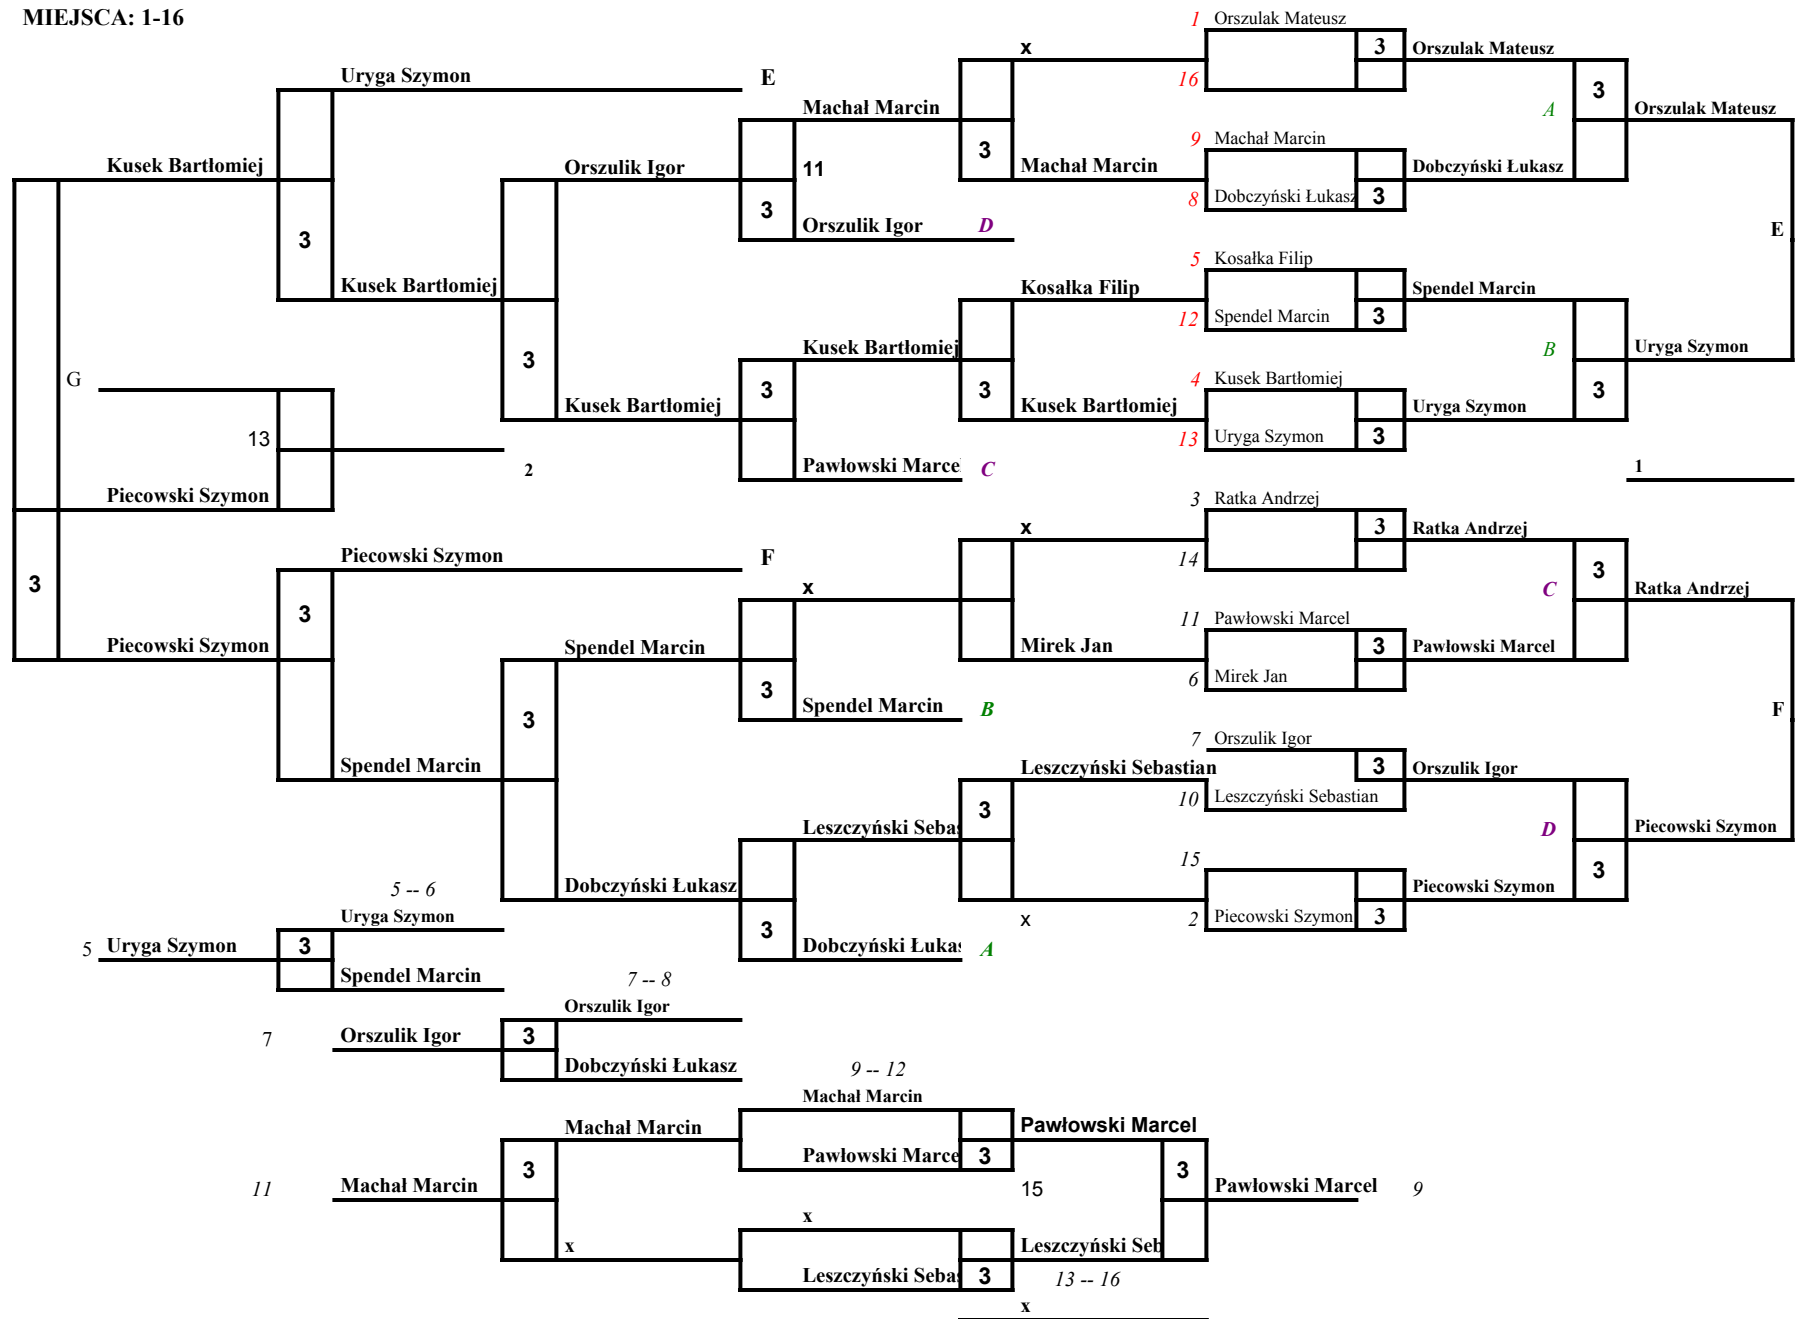 MIEJSCA: 1-16
1 Orszulak Mateusz
x 3 Orszulak Mateusz
Uryga Szymon E 16
3
Machał Marcin A Orszulak Mateusz
9 Machał Marcin
3
Kusek Bartłomiej Orszulik Igor 11 Machał Marcin Dobczyński Łukasz
8 Dobczyński Łukasz 3
3
3 Orszulik Igor D E
5 Kosałka Filip
Kusek Bartłomiej Kosałka Filip Spendel Marcin
12 Spendel Marcin 3
Kusek Bartłomiej B Uryga Szymon
3
G 4 Kusek Bartłomiej
3 3 3
Kusek Bartłomiej Kusek Bartłomiej Uryga Szymon
13 13 Uryga Szymon 3
2 Pawłowski Marcel C 1
Piecowski Szymon 3 Ratka Andrzej
x 3 Ratka Andrzej
Piecowski Szymon F 14
3
3 x C Ratka Andrzej
3 11 Pawłowski Marcel
Piecowski Szymon Spendel Marcin Mirek Jan 3 Pawłowski Marcel
6 Mirek Jan
3
3 Spendel Marcin B F
7 Orszulik Igor
Spendel Marcin Leszczyński Sebastian 3 Orszulik Igor
10 Leszczyński Sebastian
3
Leszczyński Sebas D Piecowski Szymon
15
3
5 -- 6 Dobczyński Łukasz Piecowski Szymon
Uryga Szymon x 2 Piecowski Szymon 3
3
5 Uryga Szymon 3 Dobczyński Łukas A
Spendel Marcin 7 -- 8
Orszulik Igor
7 Orszulik Igor 3
Dobczyński Łukasz 9 -- 12
Machał Marcin
Machał Marcin Pawłowski Marcel
Pawłowski Marce 3
3 3
11 Machał Marcin 15 Pawłowski Marcel 9
x
x Leszczyński Seb
Leszczyński Sebas 3 13 -- 16
x